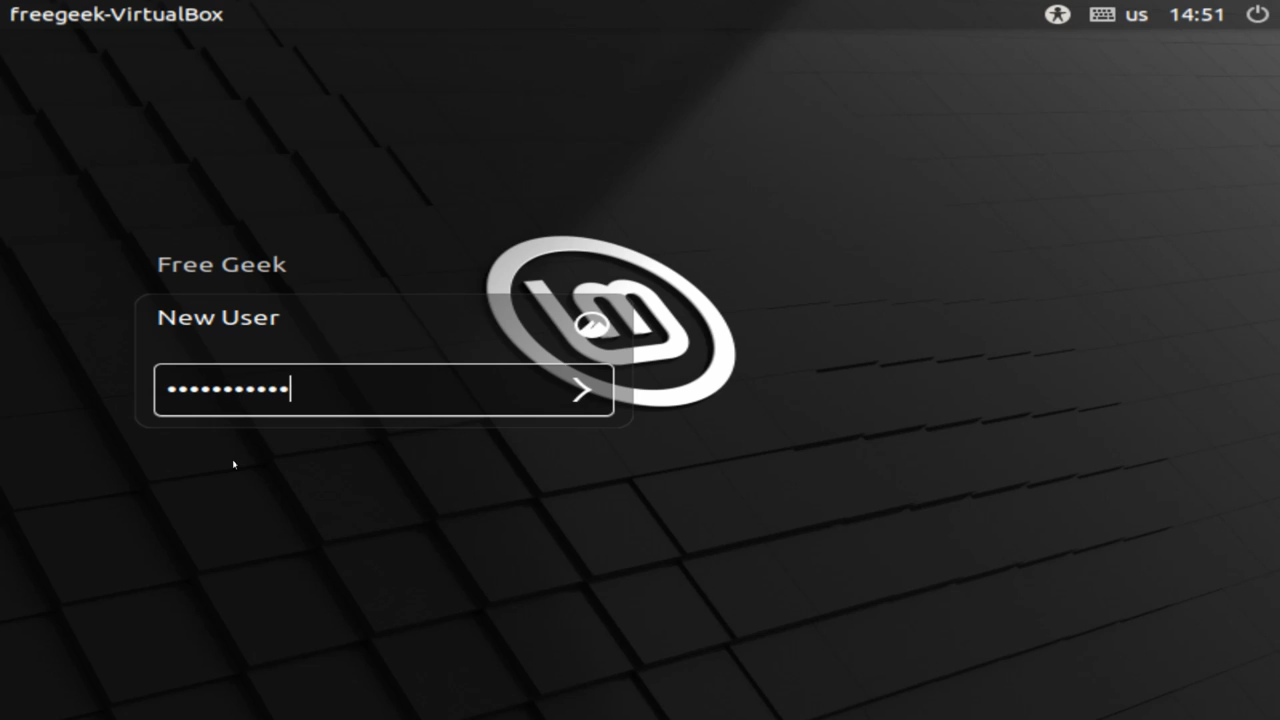 freegeek-VirtualBox
us 14:51
Free Geek
New User
•••••••••••